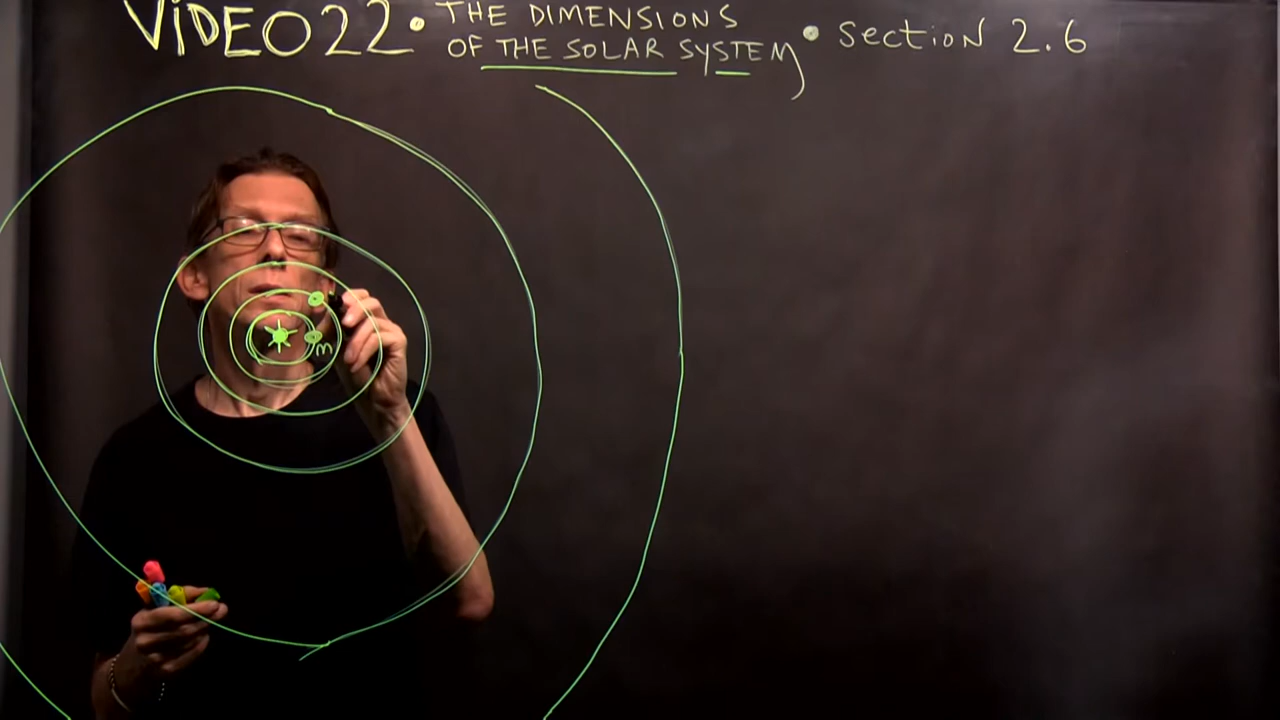 VIDEO 22 • THE DIMENSIONS
OF THE SOLAR SYSTEM • SECTION 2.6
m